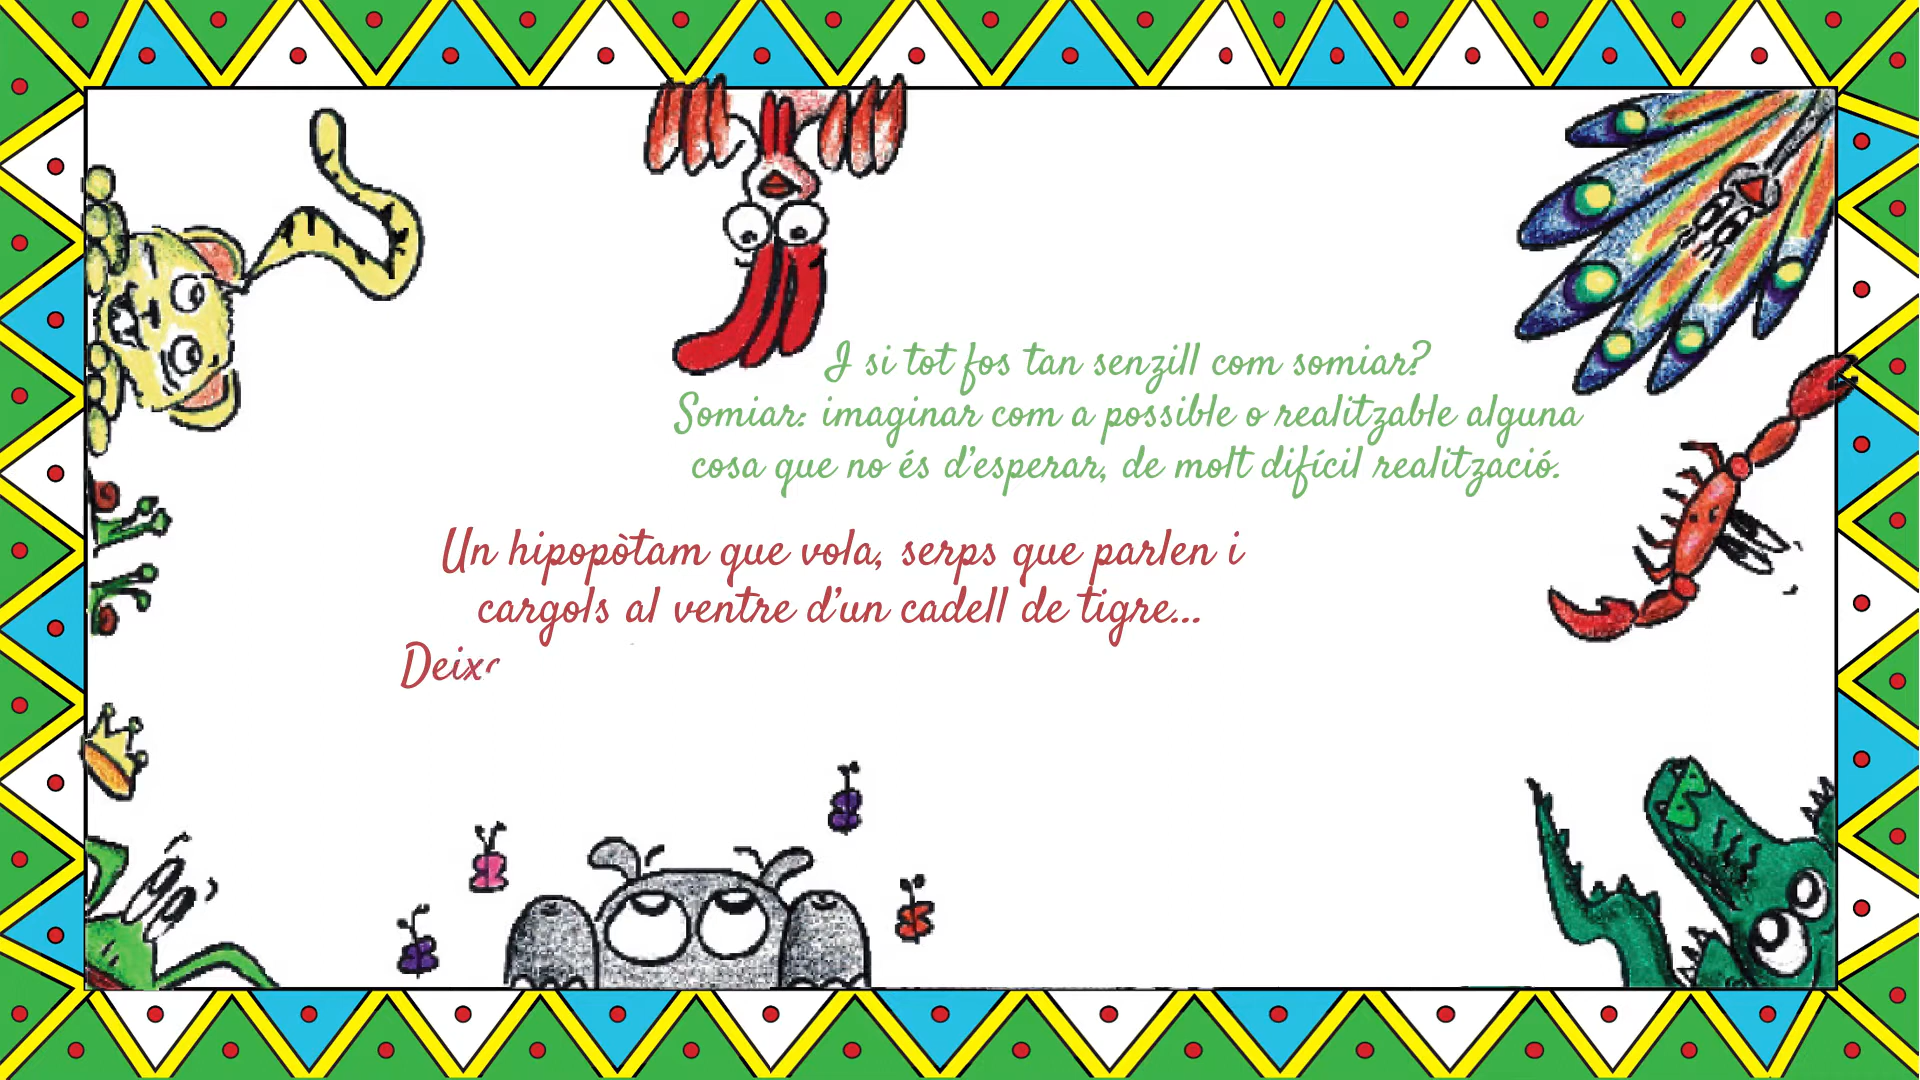 I si tot fos tan senzill com somiar?
Somiar: imaginar com a possible o realitzable alguna
cosa que no és d'esperar, de molt difícil realització.
Un hipopòtam que vola, serps que parlen i
cargols al ventre d'un cadell de tigre...